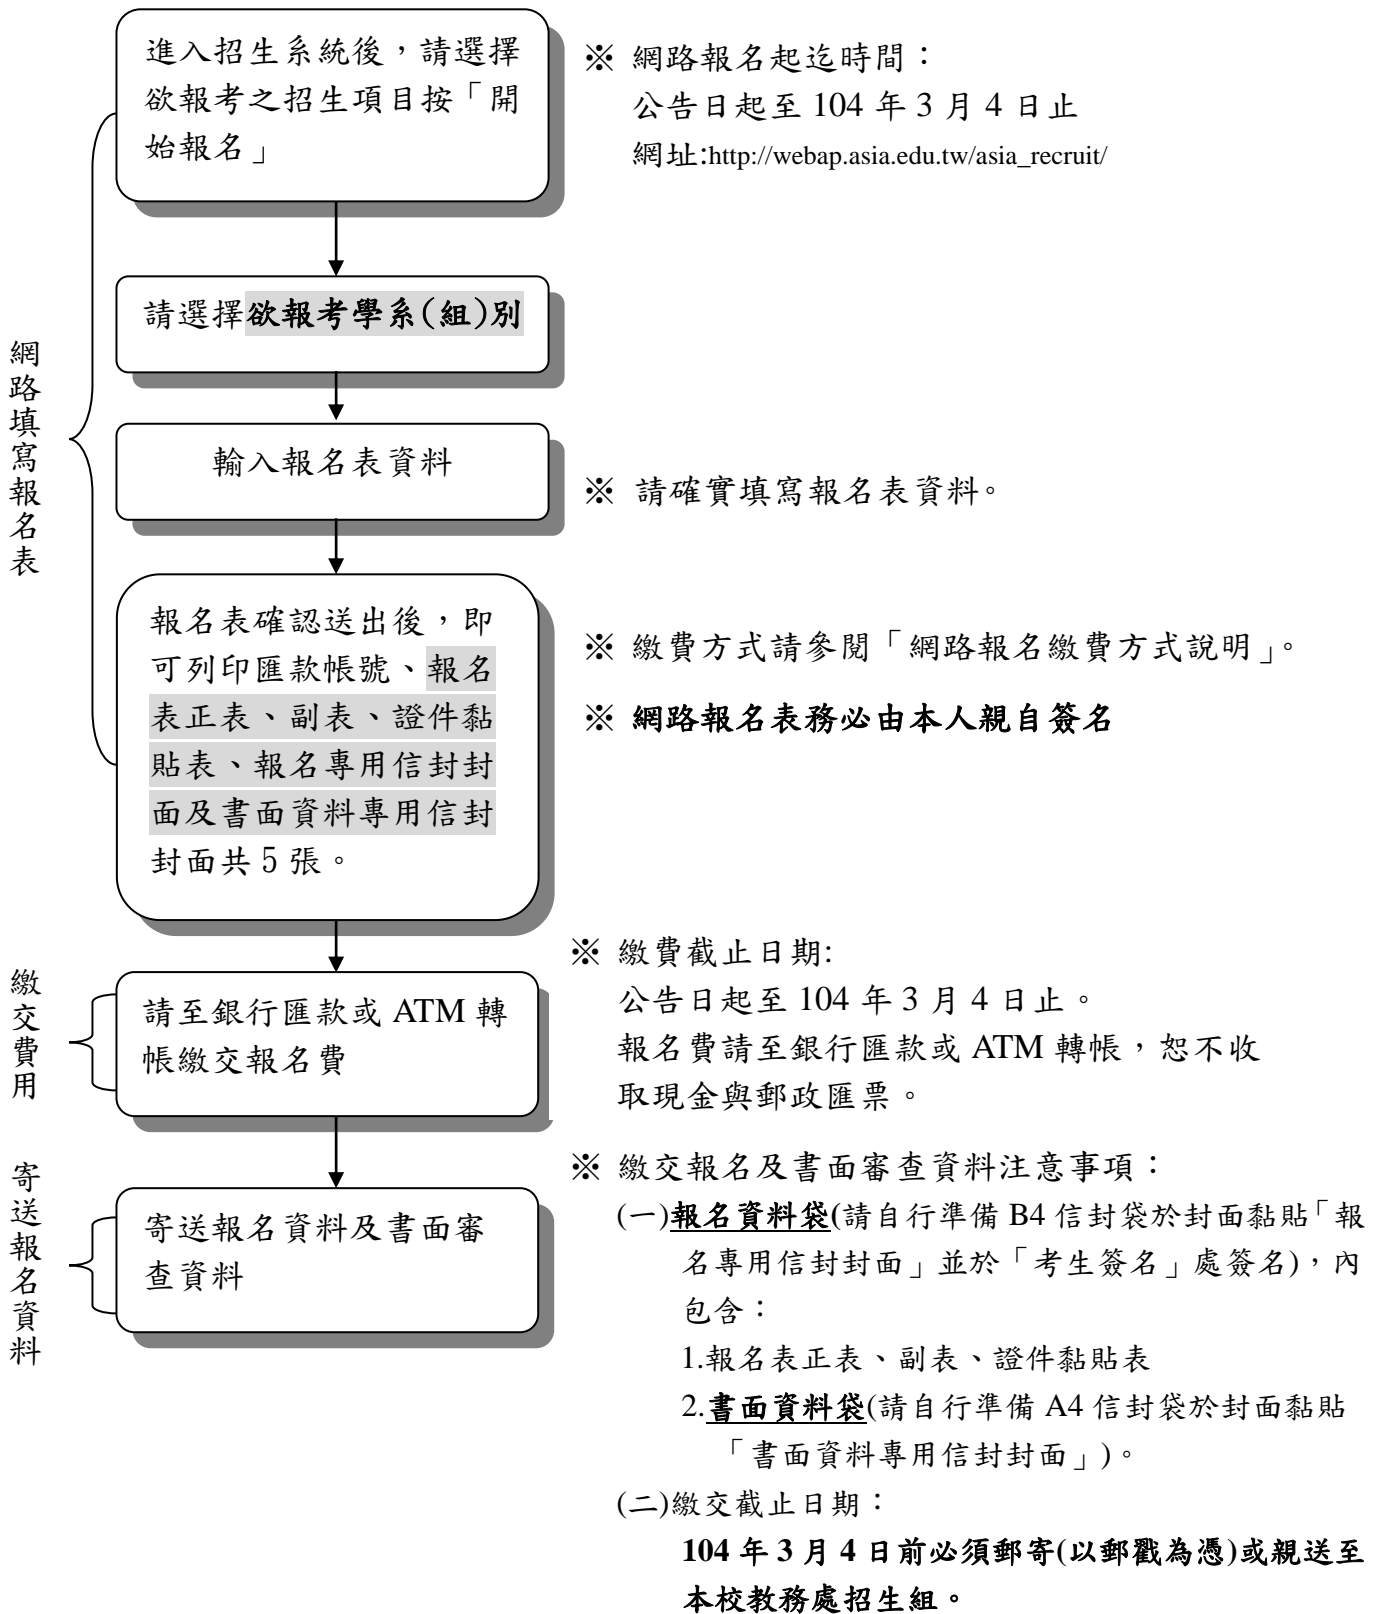 進入招生系統後，請選擇
欲報考之招生項目按「開
始報名」
※ 網路報名起迄時間：
公告日起至 104 年 3 月 4 日止
網址:http://webap.asia.edu.tw/asia_recruit/
請選擇欲報考學系(組)別
網路填寫報名表
輸入報名表資料
※ 請確實填寫報名表資料。
報名表確認送出後，即
可列印匯款帳號、報名
表正表、副表、證件黏
貼表、報名專用信封封
面及書面資料專用信封
封面共 5 張。
※ 繳費方式請參閱「網路報名繳費方式說明」。
※ 網路報名表務必由本人親自簽名
繳交費用
請至銀行匯款或 ATM 轉
帳繳交報名費
※ 繳費截止日期:
公告日起至 104 年 3 月 4 日止。
報名費請至銀行匯款或 ATM 轉帳，恕不收
取現金與郵政匯票。
寄送報名資料
寄送報名資料及書面審
查資料
※ 繳交報名及書面審查資料注意事項：
(一)報名資料袋(請自行準備 B4 信封袋於封面黏貼「報
名專用信封封面」並於「考生簽名」處簽名)，內
包含：
1.報名表正表、副表、證件黏貼表
2.書面資料袋(請自行準備 A4 信封袋於封面黏貼
「書面資料專用信封封面」)。
(二)繳交截止日期：
104 年 3 月 4 日前必須郵寄(以郵戳為憑)或親送至
本校教務處招生組。